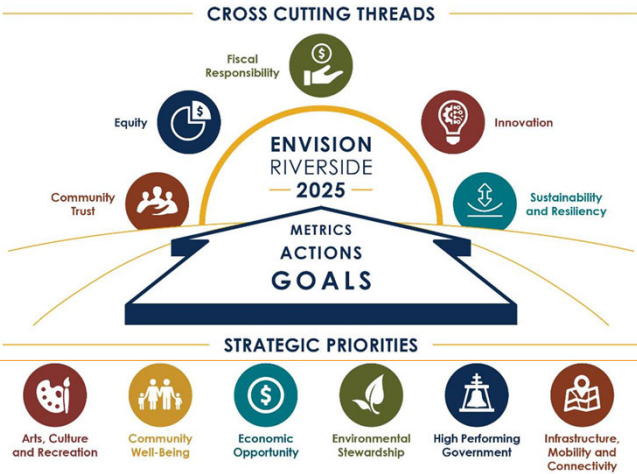 CROSS CUTTING THREADS
Fiscal
Responsibility
$
Equity
$
Innovation
Community
Trust
Sustainability
and Resiliency
ENVISION
RIVERSIDE
2025
METRICS
ACTIONS
GOALS
STRATEGIC PRIORITIES
$
Arts, Culture
and Recreation
Community
Well-Being
Economic
Opportunity
Environmental
Stewardship
High Performing
Government
Infrastructure,
Mobility and
Connectivity